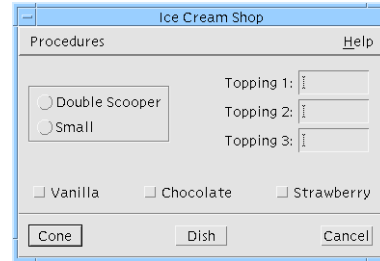 Ice Cream Shop
Procedures Help
Topping 1:
Double Scooper
Topping 2:
Small
Topping 3:
Vanilla Chocolate Strawberry
Cone Dish Cancel